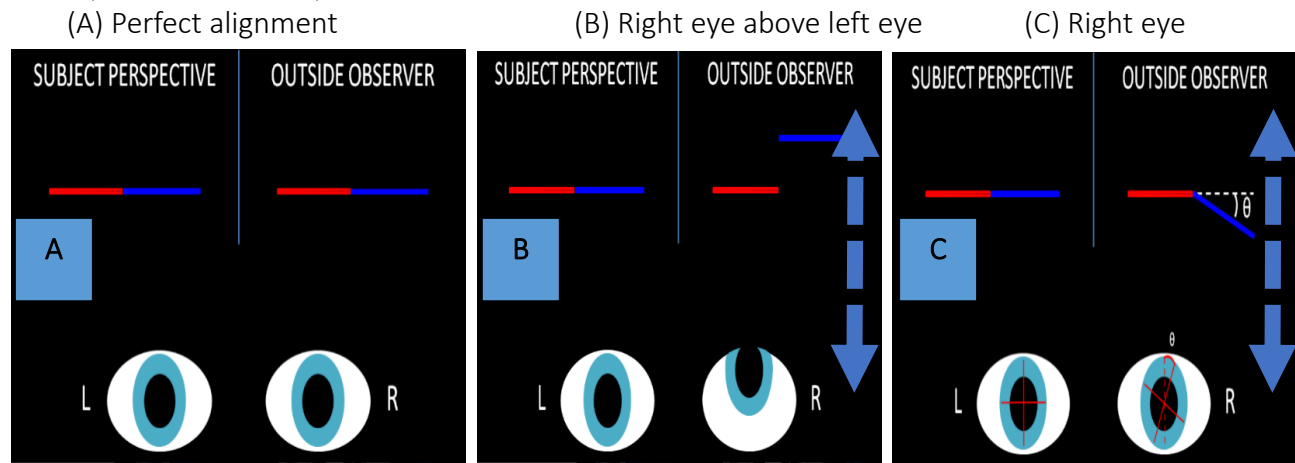 (A) Perfect alignment
(B) Right eye above left eye
(C) Right eye
SUBJECT PERSPECTIVE
OUTSIDE OBSERVER
A
L
R
SUBJECT PERSPECTIVE
OUTSIDE OBSERVER
B
L
R
SUBJECT PERSPECTIVE
OUTSIDE OBSERVER
θ
C
θ
L
R